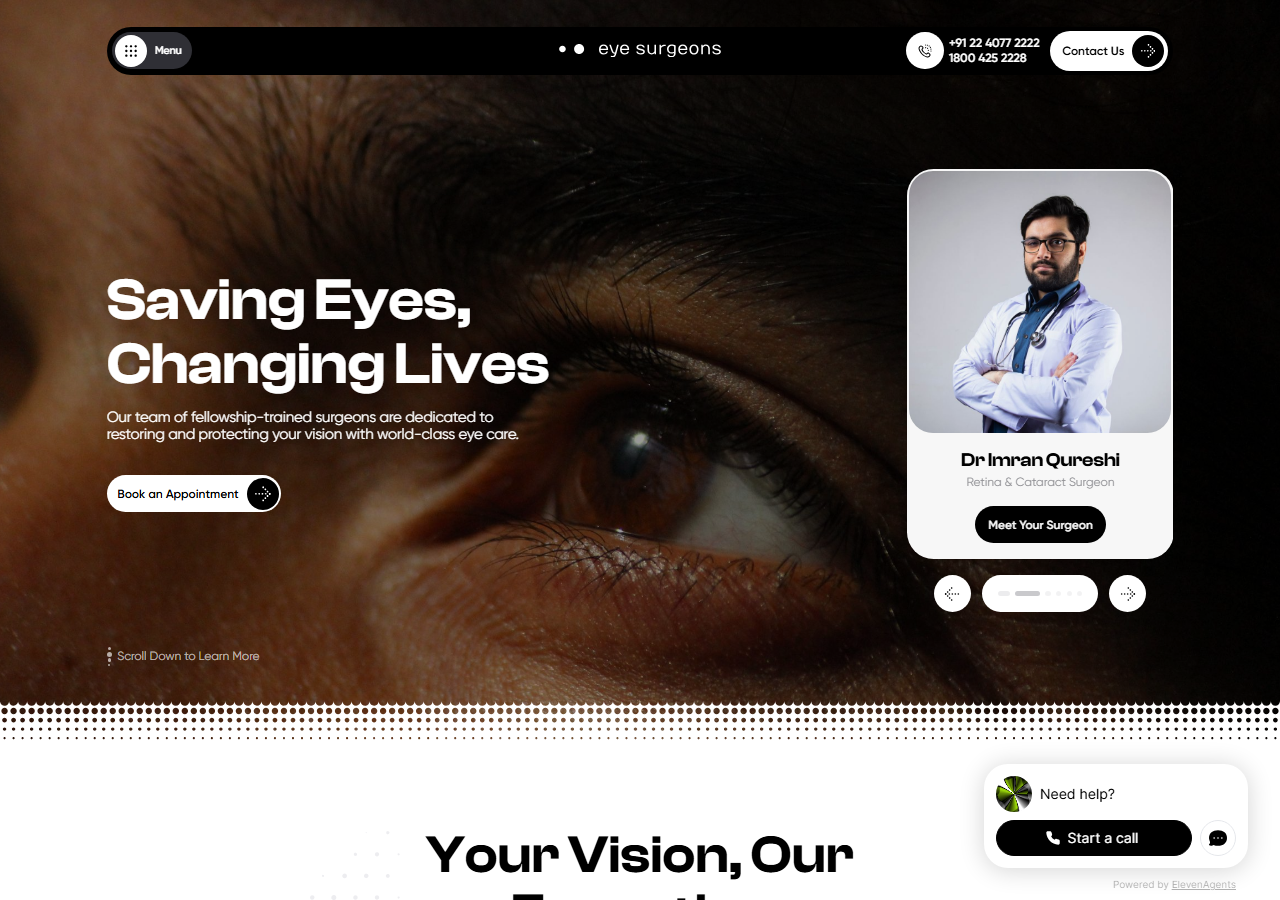 Menu
eye surgeons
+91 22 4077 2222
1800 425 2228
Contact Us
Saving Eyes,
Changing Lives
Our team of fellowship-trained surgeons are dedicated to
restoring and protecting your vision with world-class eye care.
Book an Appointment
Dr Imran Qureshi
Retina & Cataract Surgeon
Meet Your Surgeon
Scroll Down to Learn More
Need help?
Start a call
Powered by ElevenAgents
Your Vision, Our